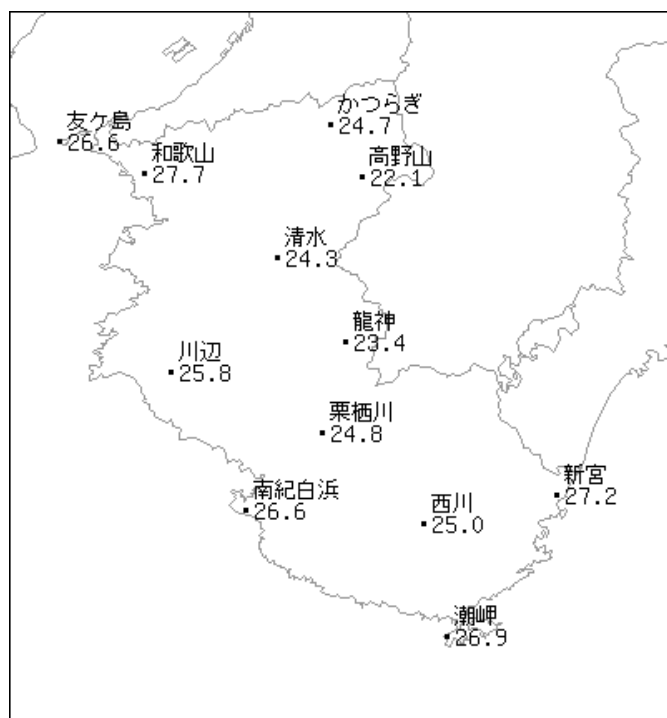 かつらぎ
24.7
友ケ島
26.6
和歌山
27.7
高野山
22.1
清水
24.3
龍神
23.4
川辺
25.8
栗栖川
24.8
南紀白浜
26.6
西川
25.0
新宮
27.2
潮岬
26.9